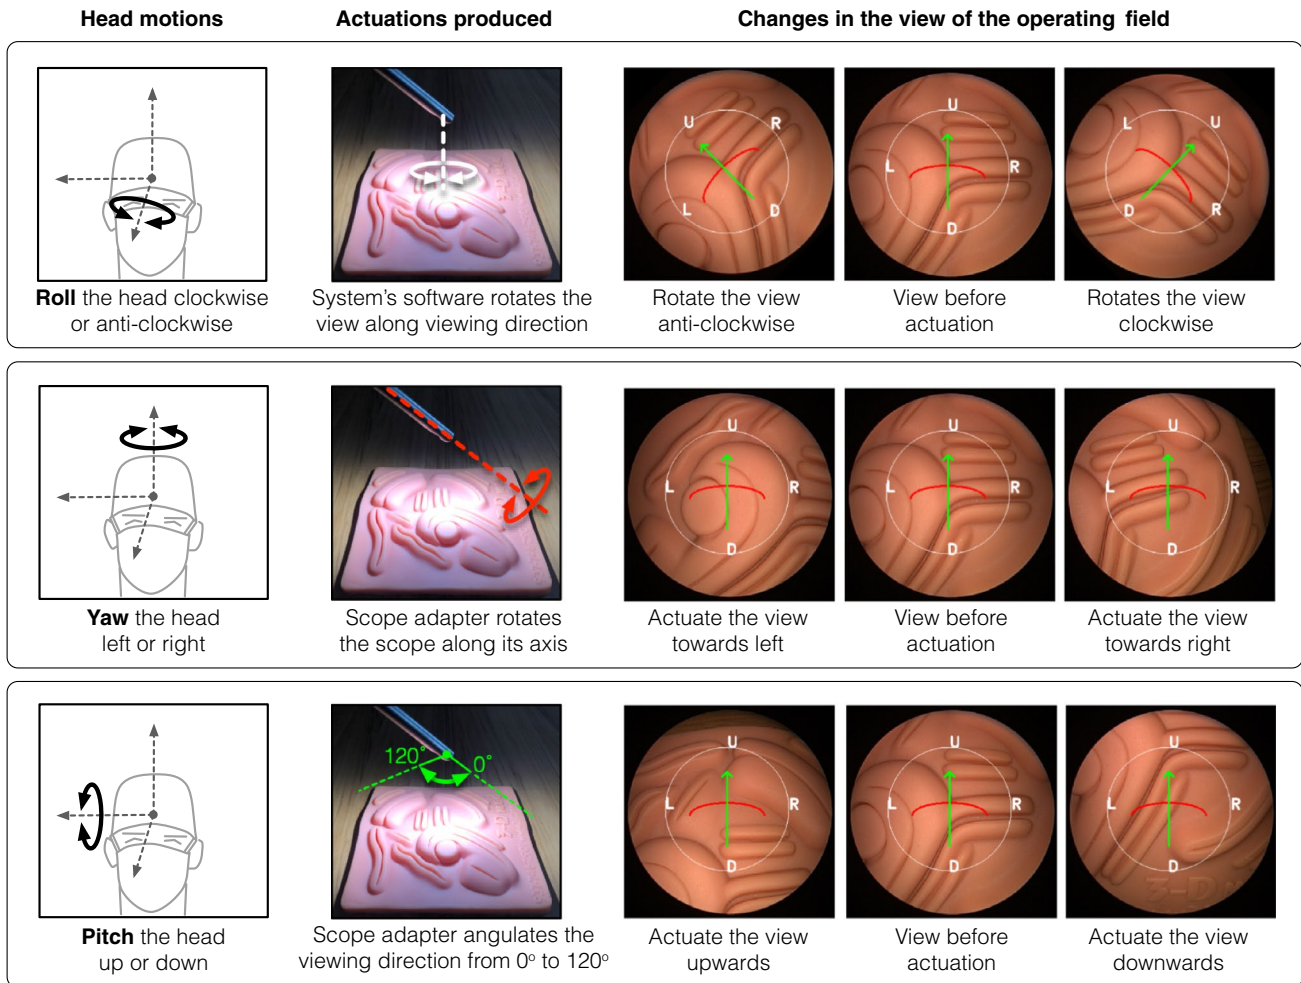 Head motions
Actuations produced
Changes in the view of the operating field
U
R
L
D
U
L
R
D
L
U
D
R
Roll the head clockwise
or anti-clockwise
System's software rotates the
view along viewing direction
Rotate the view
anti-clockwise
View before
actuation
Rotates the view
clockwise
U
L
R
D
U
L
R
D
U
L
R
D
Yaw the head
left or right
Scope adapter rotates
the scope along its axis
Actuate the view
towards left
View before
actuation
Actuate the view
towards right
120°
0°
U
L
R
D
U
L
R
D
U
L
R
D
3-D
Pitch the head
up or down
Scope adapter angulates the
viewing direction from 0° to 120°
Actuate the view
upwards
View before
actuation
Actuate the view
downwards